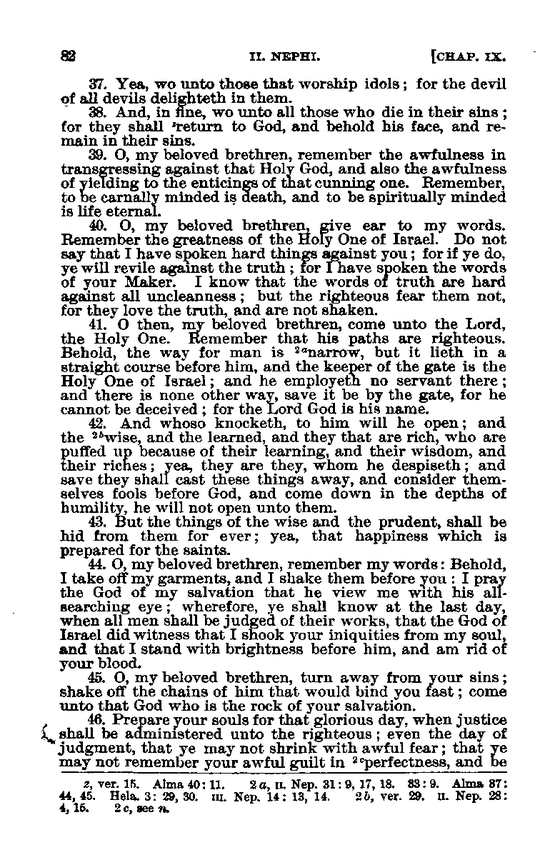 82 II. NEPHI. [CHAP. IX.
37. Yea, wo unto those that worship idols; for the devil
of all devils delighteth in them.
38. And, in fine, wo unto all those who die in their sins;
for they shall ᶻreturn to God, and behold his face, and re-
main in their sins.
39. O, my beloved brethren, remember the awfulness in
transgressing against that Holy God, and also the awfulness
of yielding to the enticings of that cunning one. Remember,
to be carnally minded is death, and to be spiritually minded
is life eternal.
40. O, my beloved brethren, give ear to my words.
Remember the greatness of the Holy One of Israel. Do not
say that I have spoken hard things against you; for if ye do,
ye will revile against the truth; for I have spoken the words
of your Maker. I know that the words of truth are hard
against all uncleanness; but the righteous fear them not,
for they love the truth, and are not shaken.
41. O then, my beloved brethren, come unto the Lord,
the Holy One. Remember that his paths are righteous.
Behold, the way for man is ²ᵃnarrow, but it lieth in a
straight course before him, and the keeper of the gate is the
Holy One of Israel; and he employeth no servant there;
and there is none other way, save it be by the gate, for he
cannot be deceived; for the Lord God is his name.
42. And whoso knocketh, to him will he open; and
the ²ᵇwise, and the learned, and they that are rich, who are
puffed up because of their learning, and their wisdom, and
their riches; yea, they are they, whom he despiseth; and
save they shall cast these things away, and consider them-
selves fools before God, and come down in the depths of
humility, he will not open unto them.
43. But the things of the wise and the prudent, shall be
hid from them for ever; yea, that happiness which is
prepared for the saints.
44. O, my beloved brethren, remember my words: Behold,
I take off my garments, and I shake them before you: I pray
the God of my salvation that he view me with his all-
searching eye; wherefore, ye shall know at the last day,
when all men shall be judged of their works, that the God of
Israel did witness that I shook your iniquities from my soul,
and that I stand with brightness before him, and am rid of
your blood.
45. O, my beloved brethren, turn away from your sins;
shake off the chains of him that would bind you fast; come
unto that God who is the rock of your salvation.
46. Prepare your souls for that glorious day, when justice
shall be administered unto the righteous; even the day of
judgment, that ye may not shrink with awful fear; that ye
may not remember your awful guilt in ²ᶜperfectness, and be
z, ver. 15. Alma 40: 11. 2a, II. Nep. 31: 9, 17, 18. 33: 9. Alma 37:
44, 45. Hela. 3: 29, 30. III. Nep. 14: 13, 14. 2b, ver. 29. II. Nep. 28:
4, 15. 2c, see n.